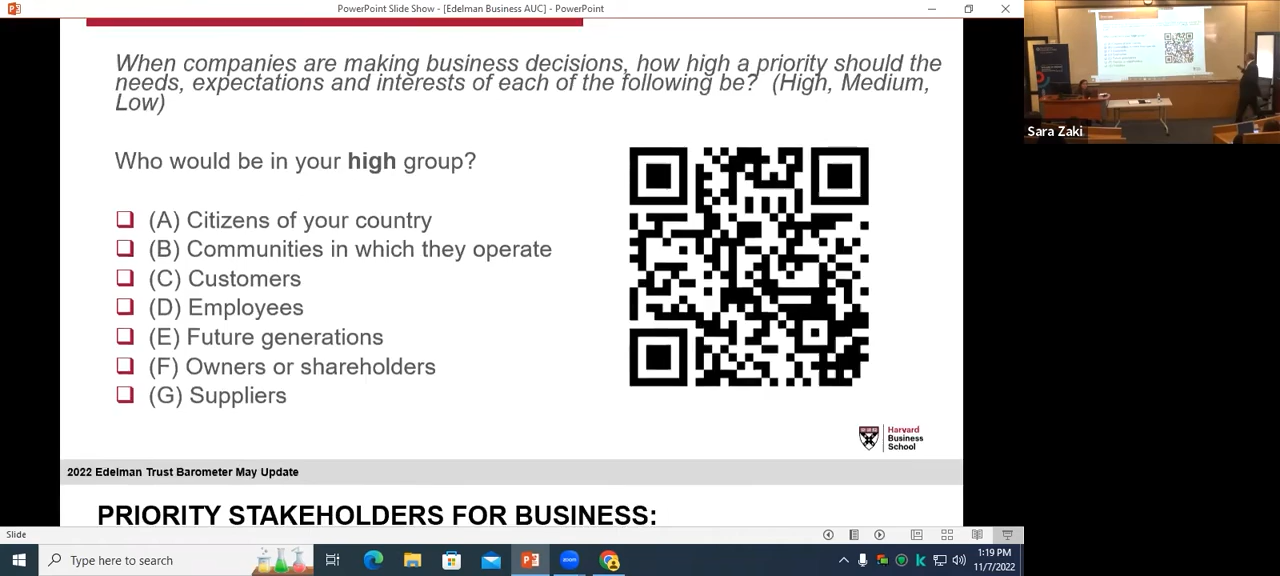 PowerPoint Slide Show - [Edelman Business AUC] - PowerPoint
When companies are making business decisions, how high a priority should the
needs, expectations and interests of each of the following be? (High, Medium,
Low)
Who would be in your high group?
(A) Citizens of your country
(B) Communities in which they operate
(C) Customers
(D) Employees
(E) Future generations
(F) Owners or shareholders
(G) Suppliers
Harvard
Business
School
2022 Edelman Trust Barometer May Update
PRIORITY STAKEHOLDERS FOR BUSINESS:
Sara Zaki
Slide
Type here to search
zoom
1:19 PM
11/7/2022